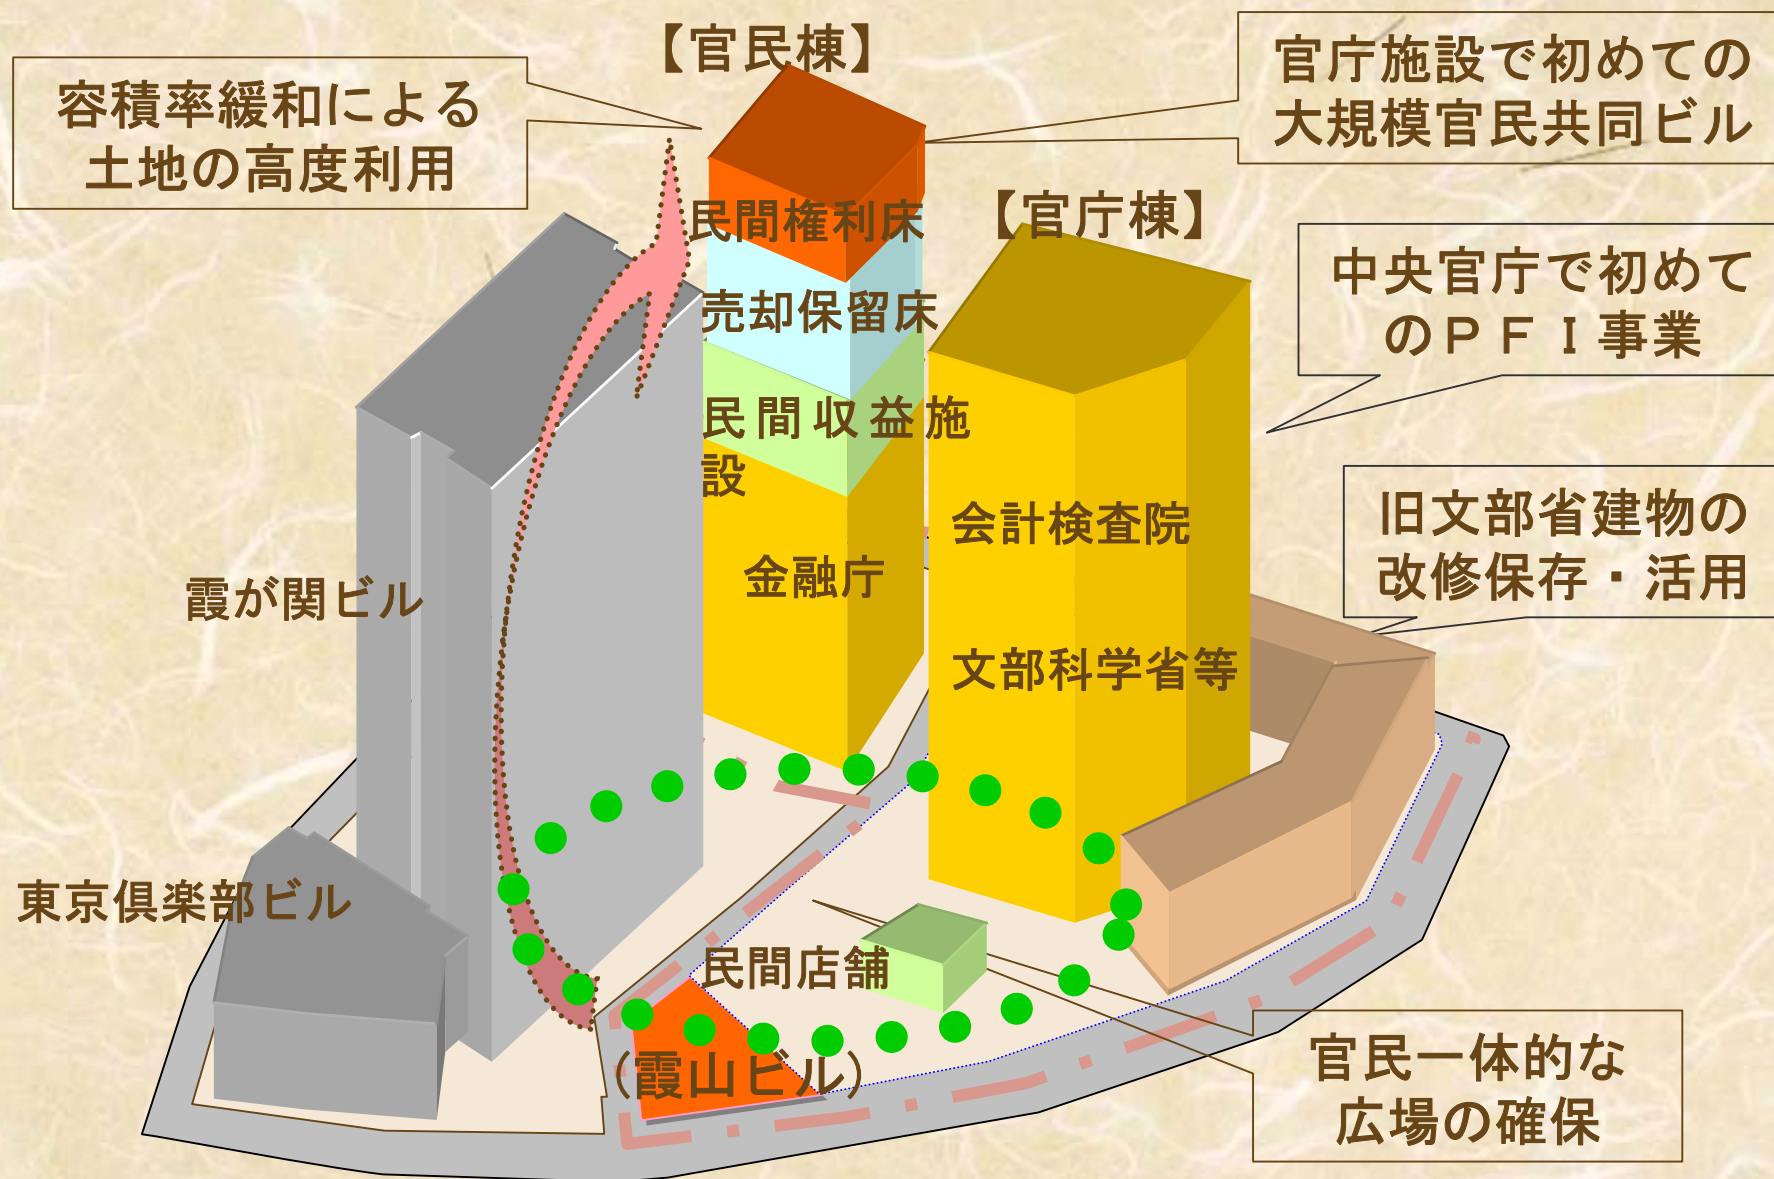 【官民棟】
容積率緩和による
土地の高度利用
官庁施設で初めての
大規模官民共同ビル
【官庁棟】
民間権利床
売却保留床
中央官庁で初めて
のＰＦＩ事業
民間収益施
設
会計検査院
旧文部省建物の
改修保存・活用
金融庁
霞が関ビル
文部科学省等
東京倶楽部ビル
民間店舗
（霞山ビル）
官民一体的な
広場の確保